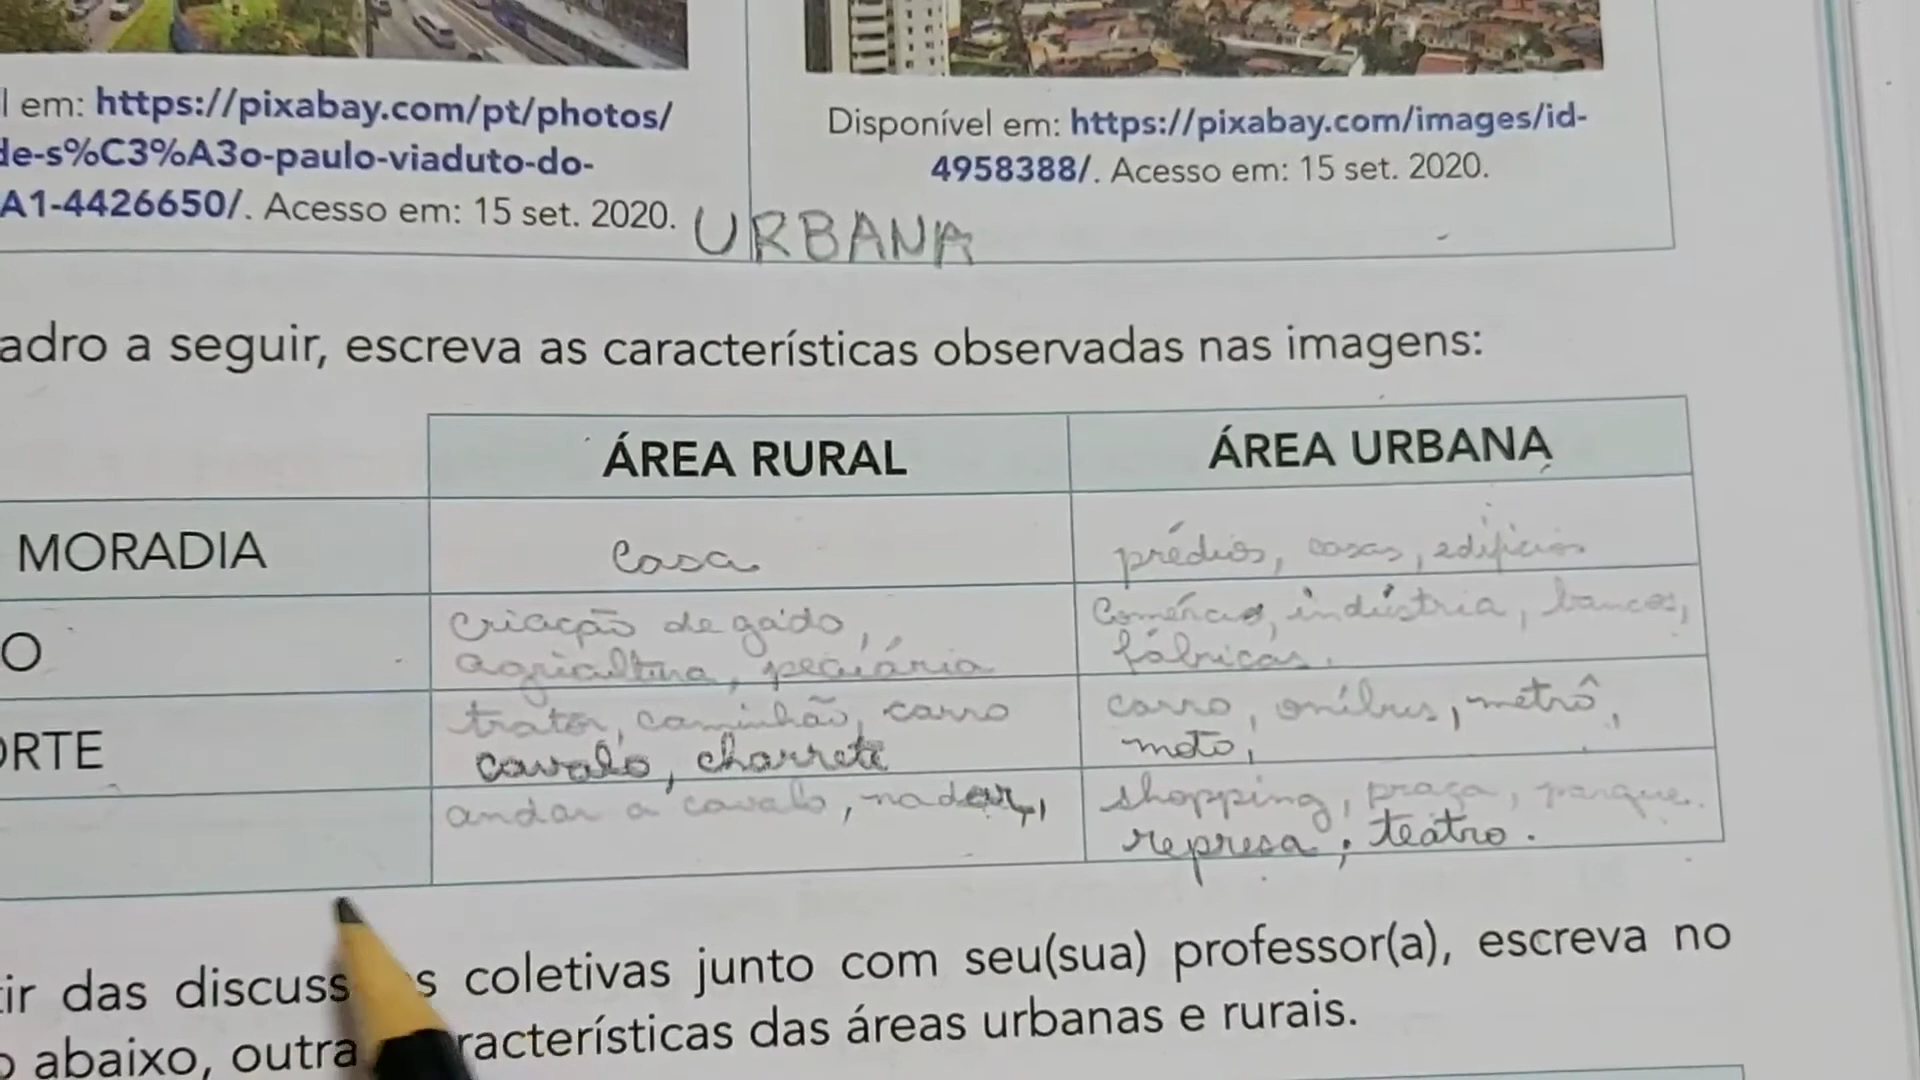 l em: https://pixabay.com/pt/photos/
de-s%C3%A3o-paulo-viaduto-do-
A1-4426650/. Acesso em: 15 set. 2020.
Disponível em: https://pixabay.com/images/id-
4958388/. Acesso em: 15 set. 2020.
URBANA
adro a seguir, escreva as características observadas nas imagens:
ÁREA RURAL
ÁREA URBANA
MORADIA
Casa
prédios, casas, edifícios
O
criação de gado,
agricultura, pecuária
Comércio, indústria, bancos,
fábricas.
ORTE
trator, caminhão, carro
cavalo, charrete
carro, onibus, metrô,
moto,
andar a cavalo, nadar,
shopping, praça, parque.
represa, teatro.
tir das discuss s coletivas junto com seu(sua) professor(a), escreva no
o abaixo, outra racterísticas das áreas urbanas e rurais.